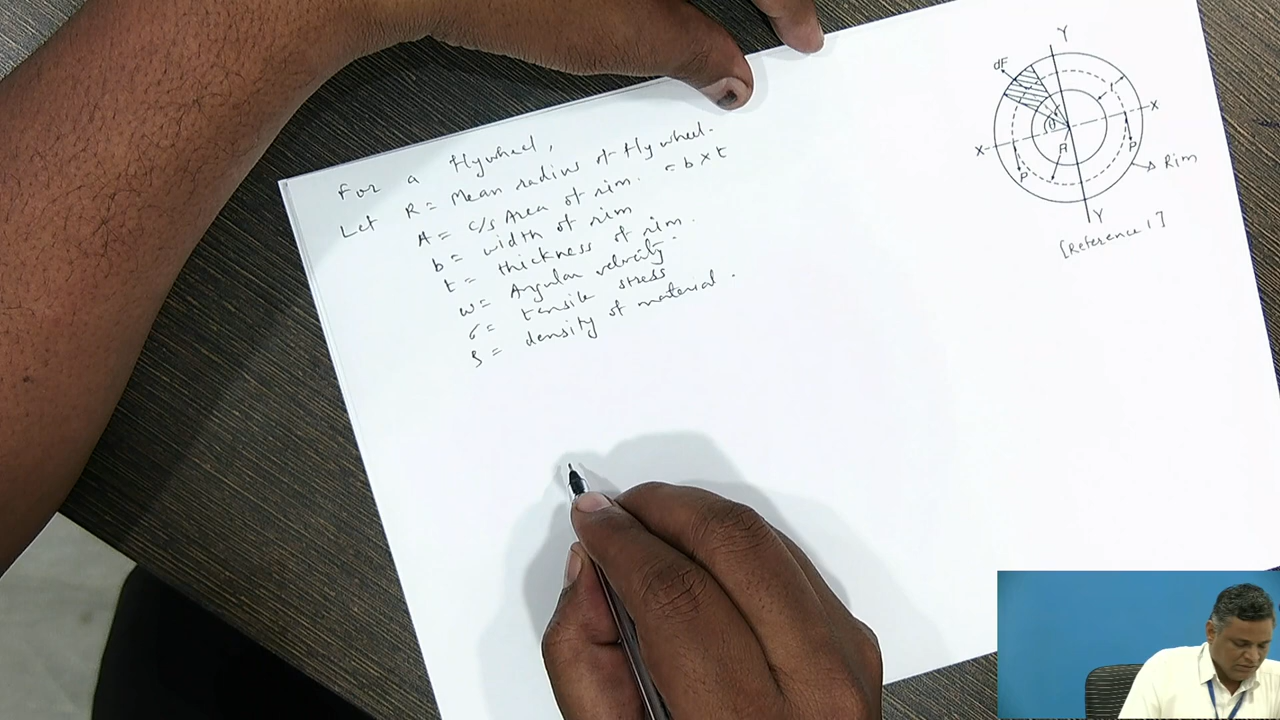 For a flywheel,
Let R = Mean radius of flywheel.
A = C/s Area of rim. = b × t
b = width of rim
t = thickness of rim.
ω = Angular velocity.
σ = tensile stress
ρ = density of material.
Y
dF
t
X
θ
R
X
P
P
Rim
Y
[Reference 1]